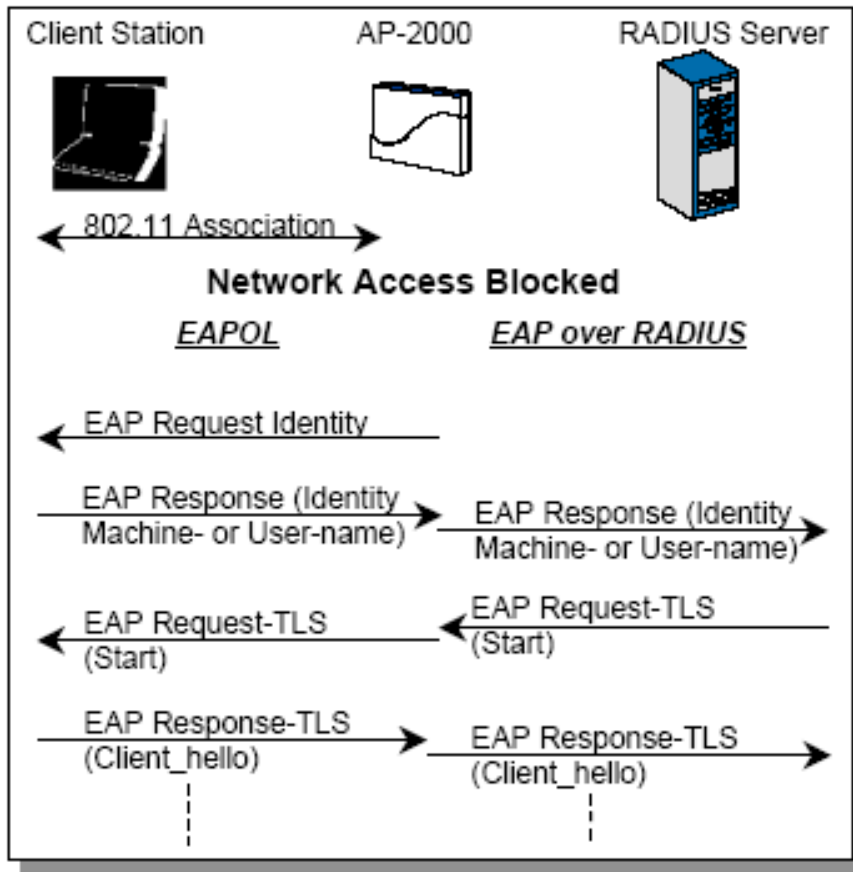 Client Station
AP-2000
RADIUS Server
802.11 Association
Network Access Blocked
EAPOL
EAP over RADIUS
EAP Request Identity
EAP Response (Identity
Machine- or User-name)
EAP Response (Identity
Machine- or User-name)
EAP Request-TLS
(Start)
EAP Request-TLS
(Start)
EAP Response-TLS
(Client_hello)
EAP Response-TLS
(Client_hello)